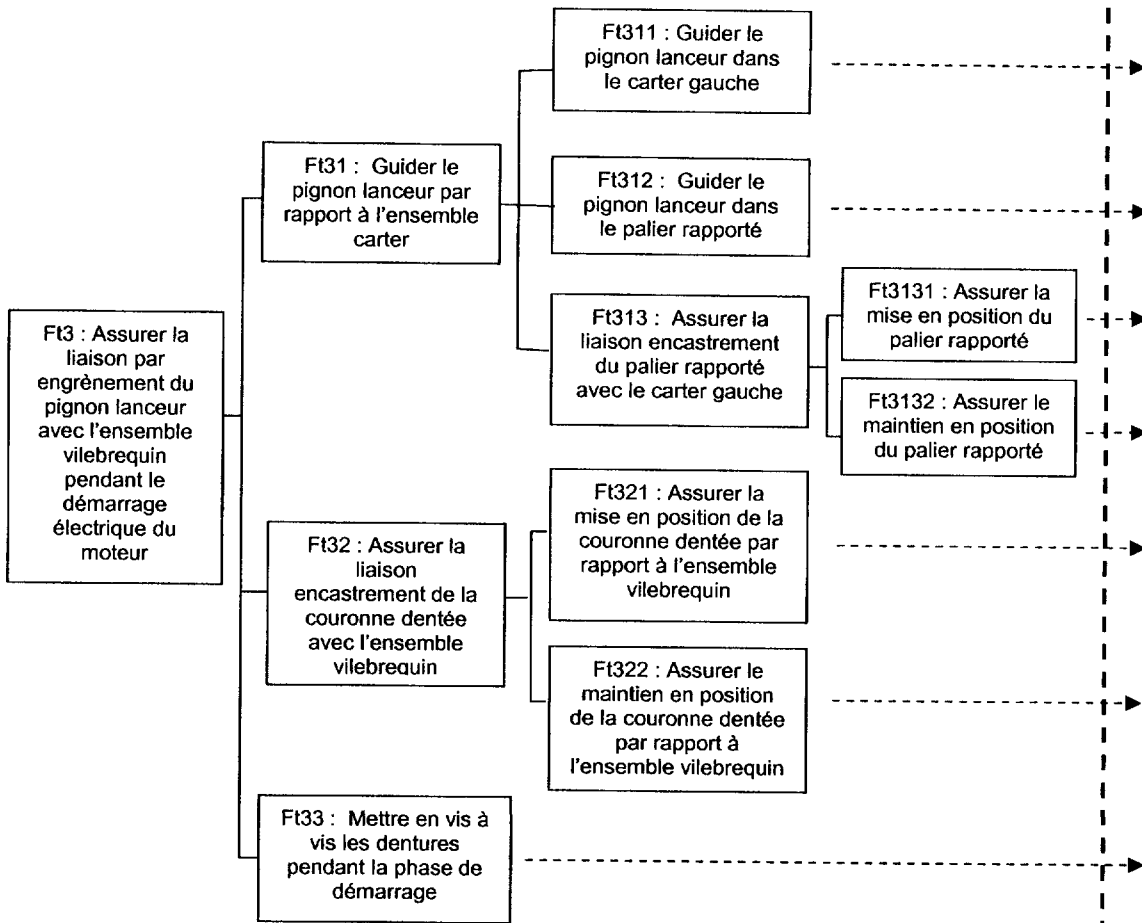 Ft311 : Guider le
pignon lanceur dans
le carter gauche
Ft31 : Guider le
pignon lanceur par
rapport à l'ensemble
carter
Ft312 : Guider le
pignon lanceur dans
le palier rapporté
Ft3 : Assurer la
liaison par
engrènement du
pignon lanceur
avec l'ensemble
vilebrequin
pendant le
démarrage
électrique du
moteur
Ft313 : Assurer la
liaison encastrement
du palier rapporté
avec le carter gauche
Ft3131 : Assurer la
mise en position du
palier rapporté
Ft3132 : Assurer le
maintien en position
du palier rapporté
Ft32 : Assurer la
liaison
encastrement de la
couronne dentée
avec l'ensemble
vilebrequin
Ft321 : Assurer la
mise en position de la
couronne dentée par
rapport à l'ensemble
vilebrequin
Ft322 : Assurer le
maintien en position
de la couronne dentée
par rapport à
l'ensemble vilebrequin
Ft33 : Mettre en vis à
vis les dentures
pendant la phase de
démarrage